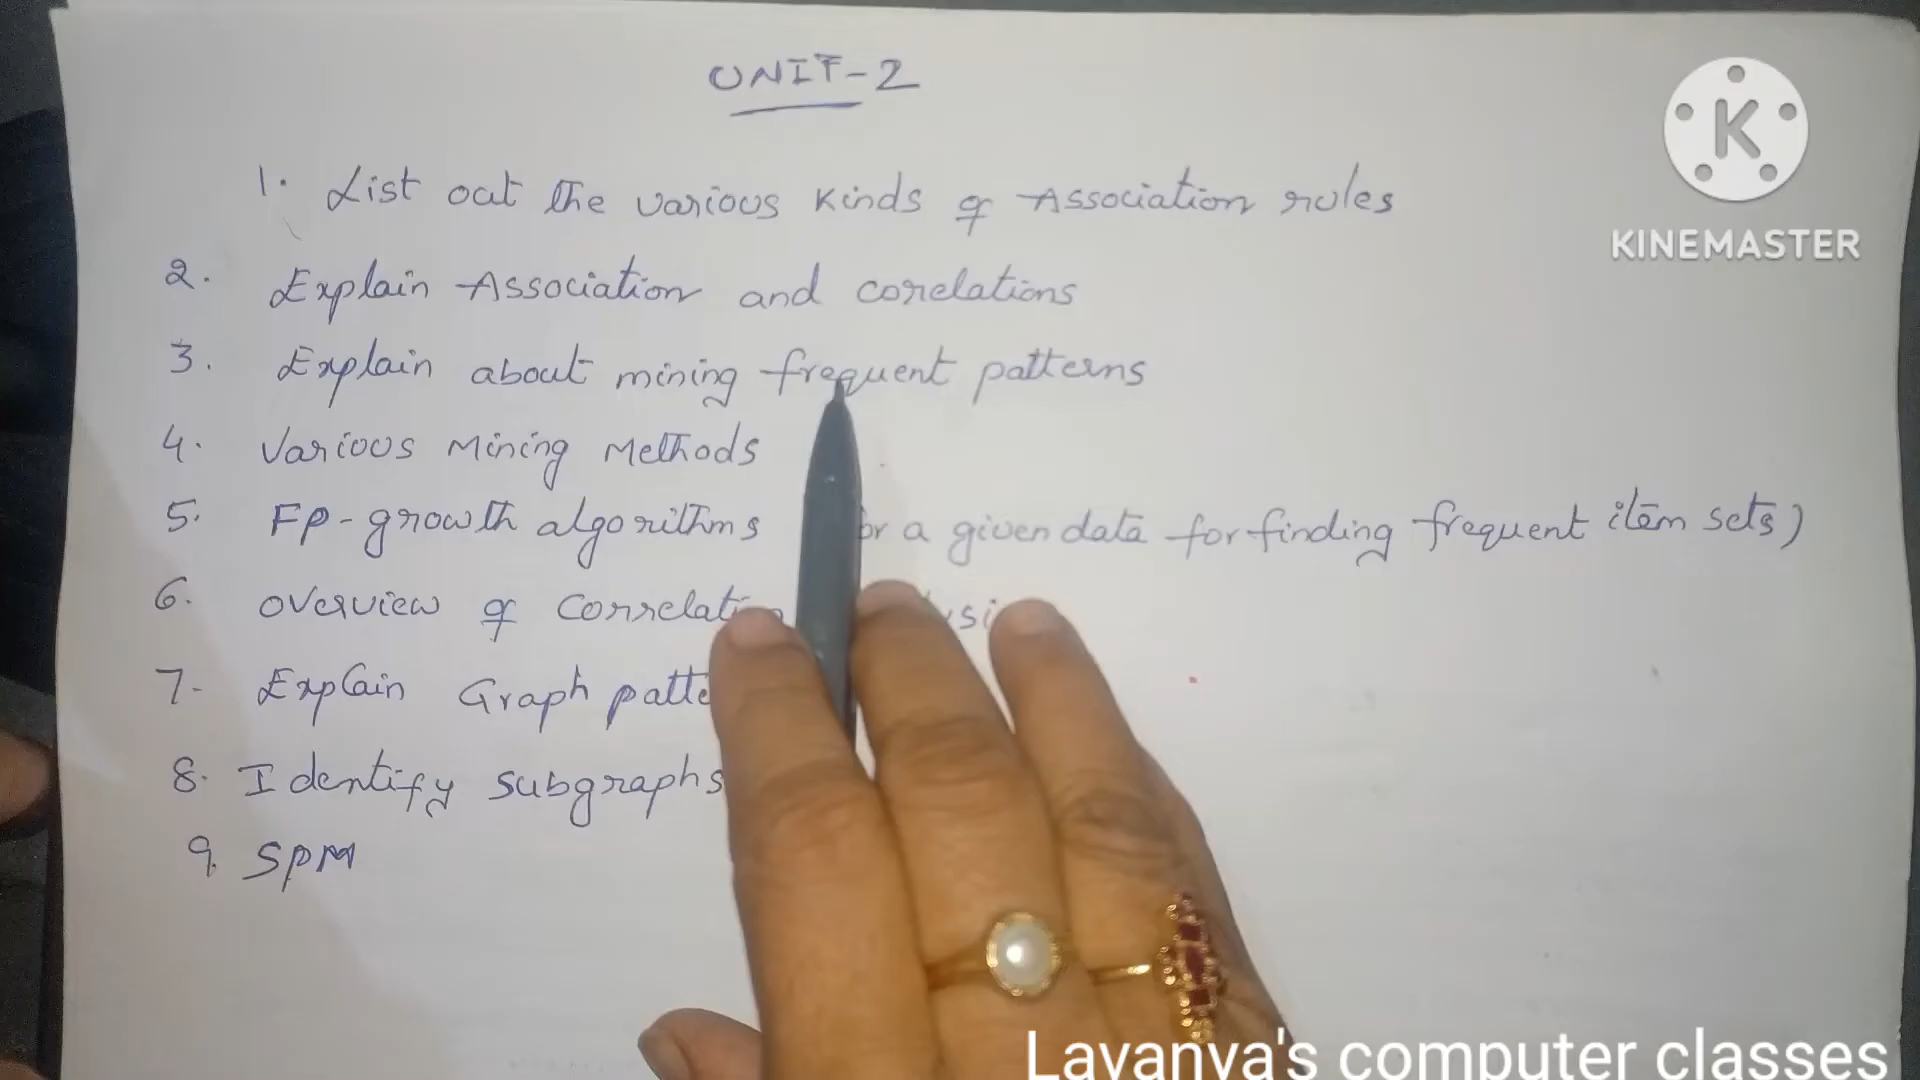 UNIT-2
1. List out the various kinds of Association rules
2. Explain Association and corelations
3. Explain about mining frequent patterns
4. Various Mining Methods
5. FP-growth algorithms or a given data for finding frequent item sets)
6. Overview of
7. Explain Graph
8. Identify subgraphs
9. SPM
K
KINEMASTER
Lavanya's computer classes